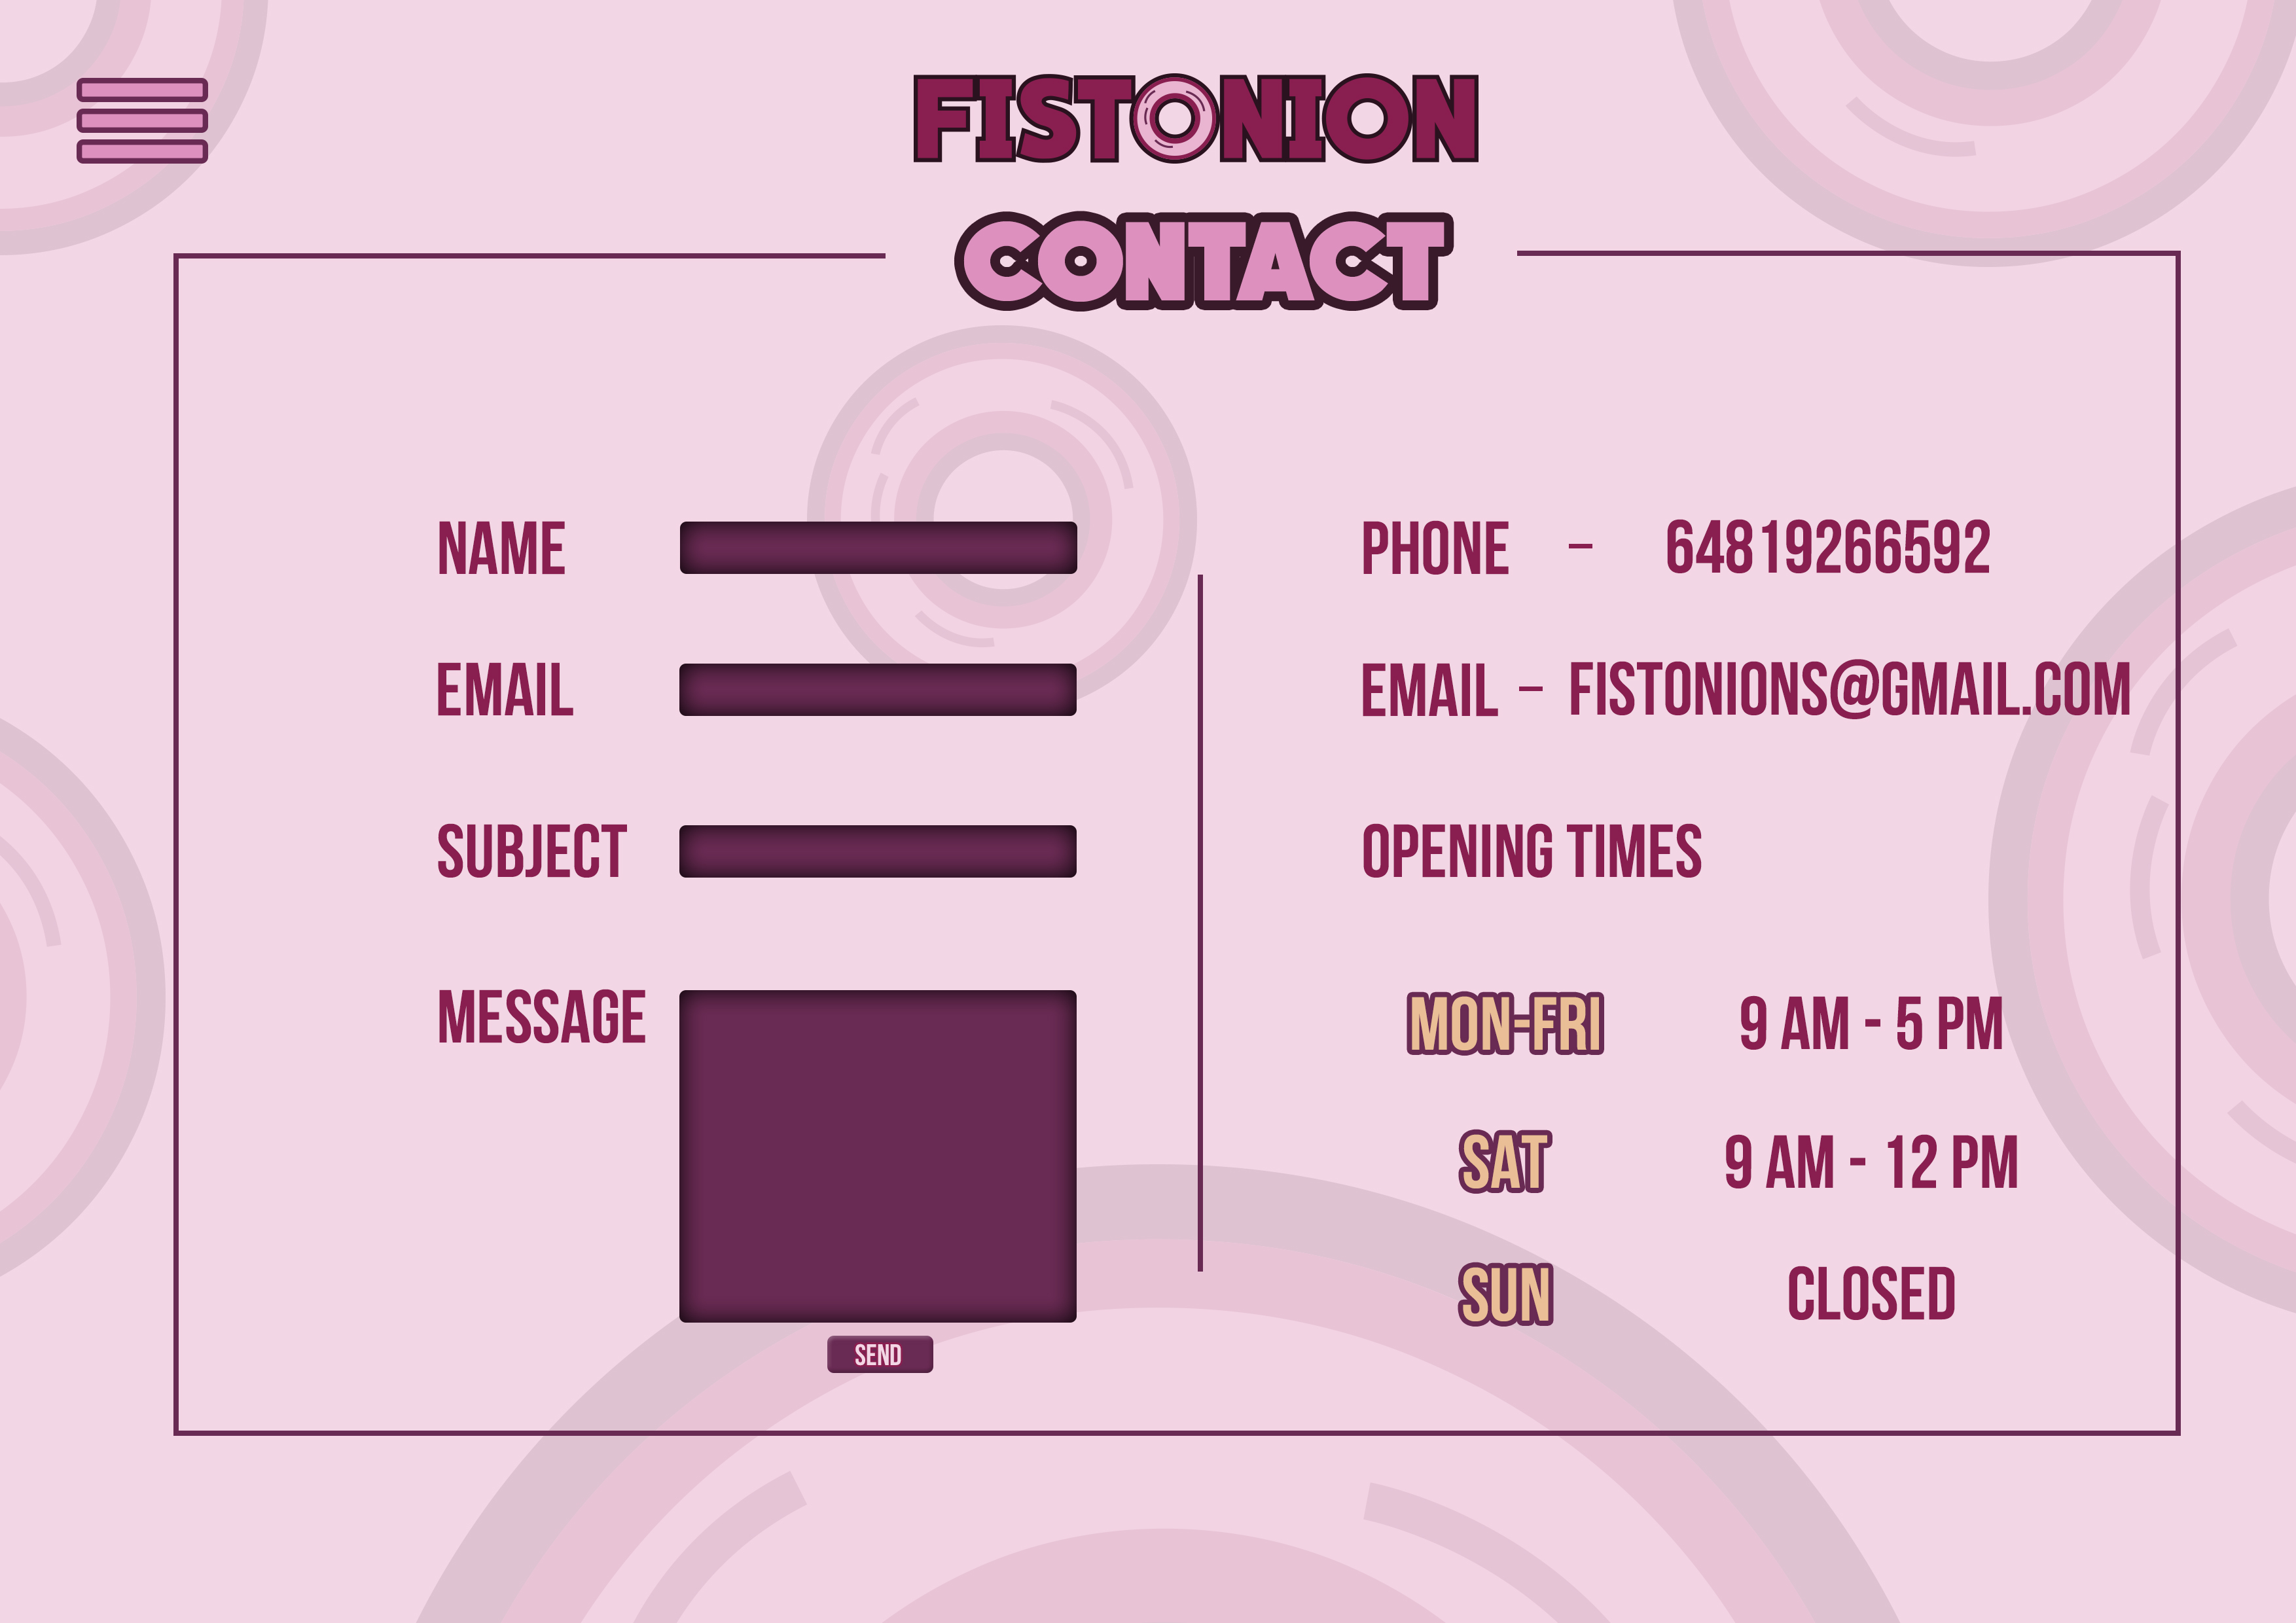 FISTONION
CONTACT
NAME
EMAIL
SUBJECT
MESSAGE
SEND
PHONE – 64819266592
EMAIL – FISTONIONS@GMAIL.COM
OPENING TIMES
MON-FRI 9 AM - 5 PM
SAT 9 AM - 12 PM
SUN CLOSED